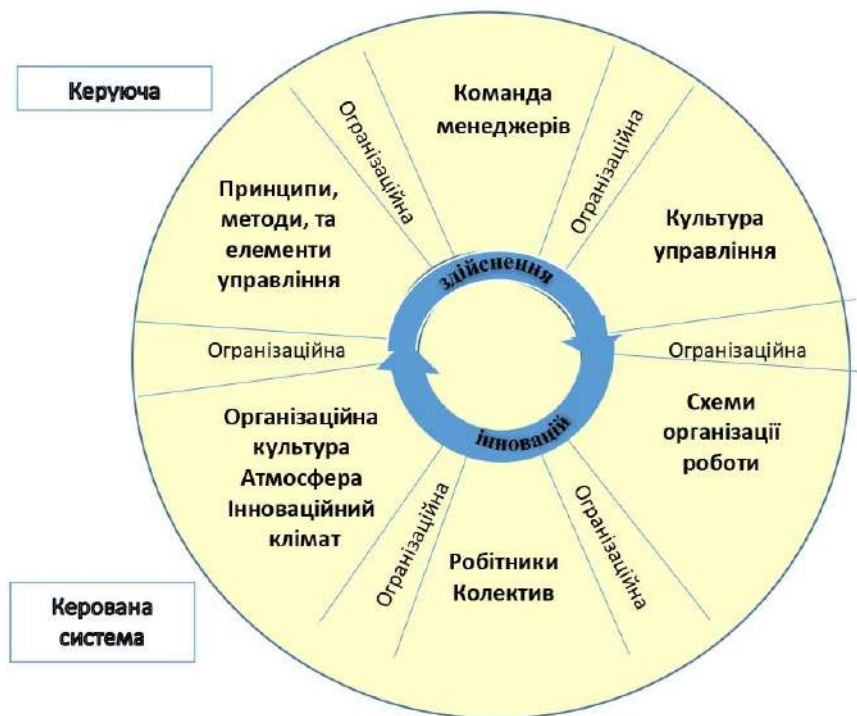 Керуюча
Команда
менеджерів
Огранізаційна
Огранізаційна
Принципи,
методи, та
елементи
управління
Культура
управління
здійснення
Огранізаційна
Огранізаційна
Організаційна
культура
Атмосфера
Інноваційний
клімат
Схеми
організації
роботи
інновацій
Огранізаційна
Огранізаційна
Робітники
Колектив
Керована
система